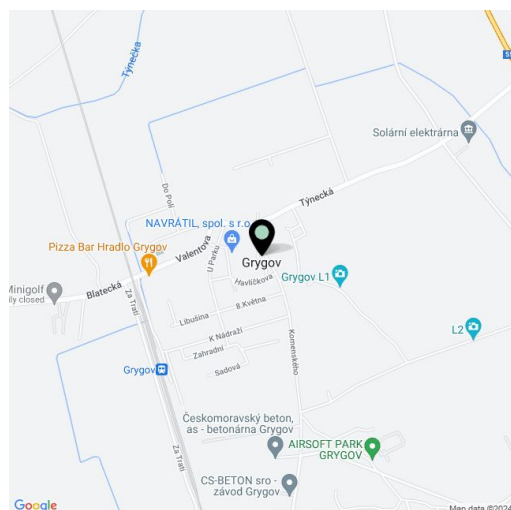 Týnečka
55
Solární elektrárna
Do Polí
Týnecká
NAVRÁTIL, spol. s r.o.
Pizza Bar Hradlo Grygov
Valentova
U Parku
Grygov
Grygov L1
Havlíčkova
Minigolf
ily closed
Blatecká
Za Tratí
8.Května
Libušina
L2
K Nádraží
Komenského
Zahradní
Grygov
Sadová
Českomoravský beton,
as - betonárna Grygov
AIRSOFT PARK
GRYGOV
Za Tratí
CS-BETON sro -
závod Grygov
Google
Map data ©2024